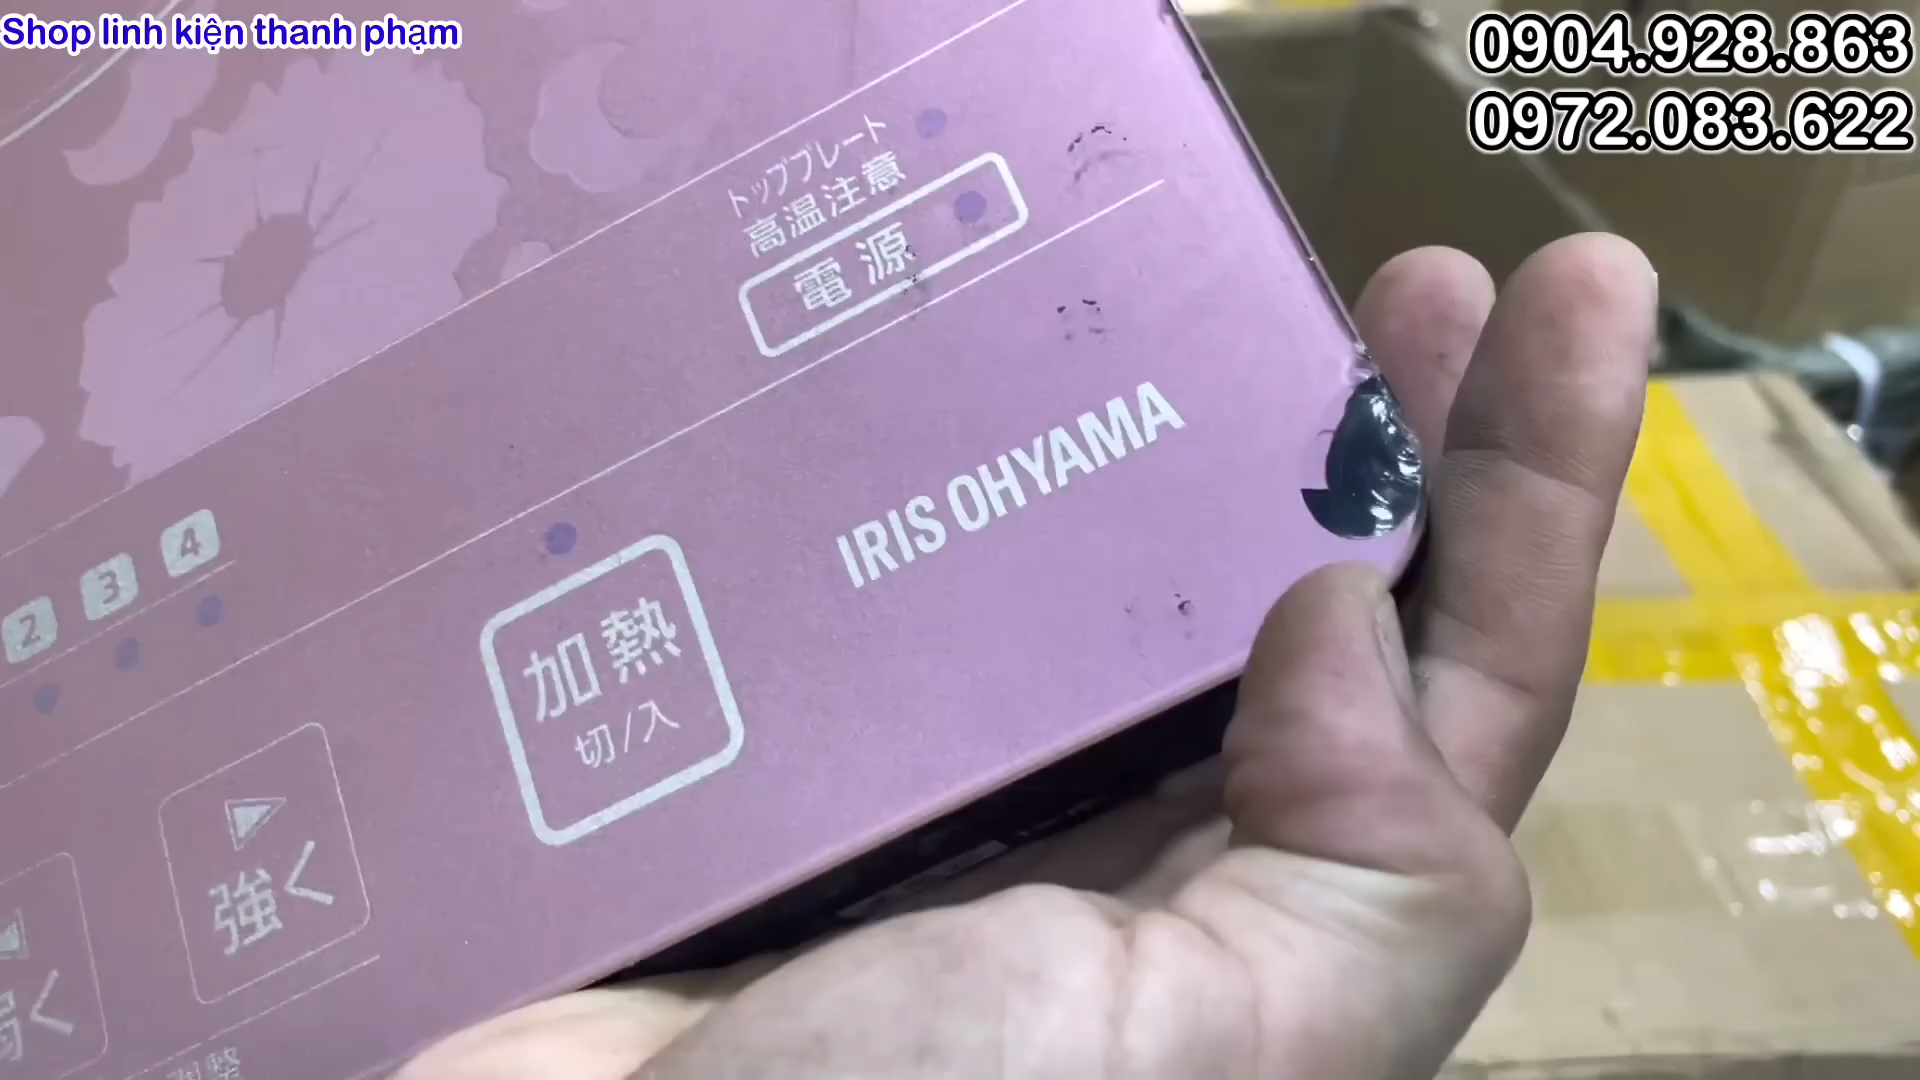 Shop linh kiện thanh phạm
0904.928.863
0972.083.622
トッププレート
高温注意
電源
IRIS OHYAMA
2 3 4
加熱
切/入
強く